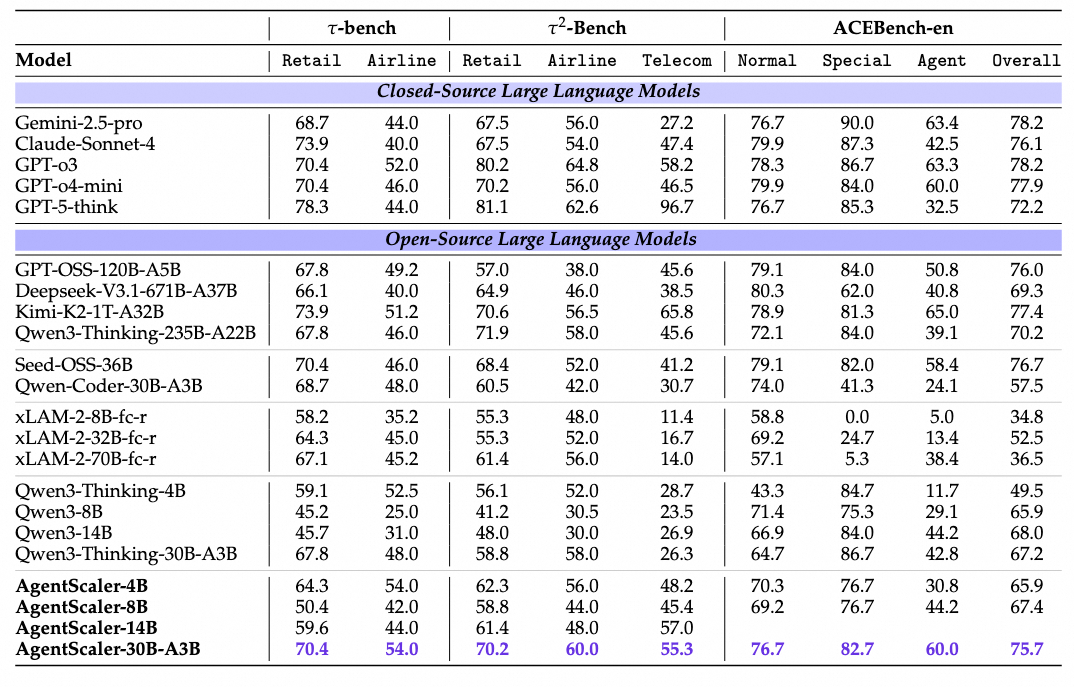 τ-bench τ²-Bench ACEBench-en
Model Retail Airline Retail Airline Telecom Normal Special Agent Overall
Closed-Source Large Language Models
Gemini-2.5-pro 68.7 44.0 67.5 56.0 27.2 76.7 90.0 63.4 78.2
Claude-Sonnet-4 73.9 40.0 67.5 54.0 47.4 79.9 87.3 42.5 76.1
GPT-o3 70.4 52.0 80.2 64.8 58.2 78.3 86.7 63.3 78.2
GPT-o4-mini 70.4 46.0 70.2 56.0 46.5 79.9 84.0 60.0 77.9
GPT-5-think 78.3 44.0 81.1 62.6 96.7 76.7 85.3 32.5 72.2
Open-Source Large Language Models
GPT-OSS-120B-A5B 67.8 49.2 57.0 38.0 45.6 79.1 84.0 50.8 76.0
Deepseek-V3.1-671B-A37B 66.1 40.0 64.9 46.0 38.5 80.3 62.0 40.8 69.3
Kimi-K2-1T-A32B 73.9 51.2 70.6 56.5 65.8 78.9 81.3 65.0 77.4
Qwen3-Thinking-235B-A22B 67.8 46.0 71.9 58.0 45.6 72.1 84.0 39.1 70.2
Seed-OSS-36B 70.4 46.0 68.4 52.0 41.2 79.1 82.0 58.4 76.7
Qwen-Coder-30B-A3B 68.7 48.0 60.5 42.0 30.7 74.0 41.3 24.1 57.5
xLAM-2-8B-fc-r 58.2 35.2 55.3 48.0 11.4 58.8 0.0 5.0 34.8
xLAM-2-32B-fc-r 64.3 45.0 55.3 52.0 16.7 69.2 24.7 13.4 52.5
xLAM-2-70B-fc-r 67.1 45.2 61.4 56.0 14.0 57.1 5.3 38.4 36.5
Qwen3-Thinking-4B 59.1 52.5 56.1 52.0 28.7 43.3 84.7 11.7 49.5
Qwen3-8B 45.2 25.0 41.2 30.5 23.5 71.4 75.3 29.1 65.9
Qwen3-14B 45.7 31.0 48.0 30.0 26.9 66.9 84.0 44.2 68.0
Qwen3-Thinking-30B-A3B 67.8 48.0 58.8 58.0 26.3 64.7 86.7 42.8 67.2
AgentScaler-4B 64.3 54.0 62.3 56.0 48.2 70.3 76.7 30.8 65.9
AgentScaler-8B 50.4 42.0 58.8 44.0 45.4 69.2 76.7 44.2 67.4
AgentScaler-14B 59.6 44.0 61.4 48.0 57.0
AgentScaler-30B-A3B 70.4 54.0 70.2 60.0 55.3 76.7 82.7 60.0 75.7